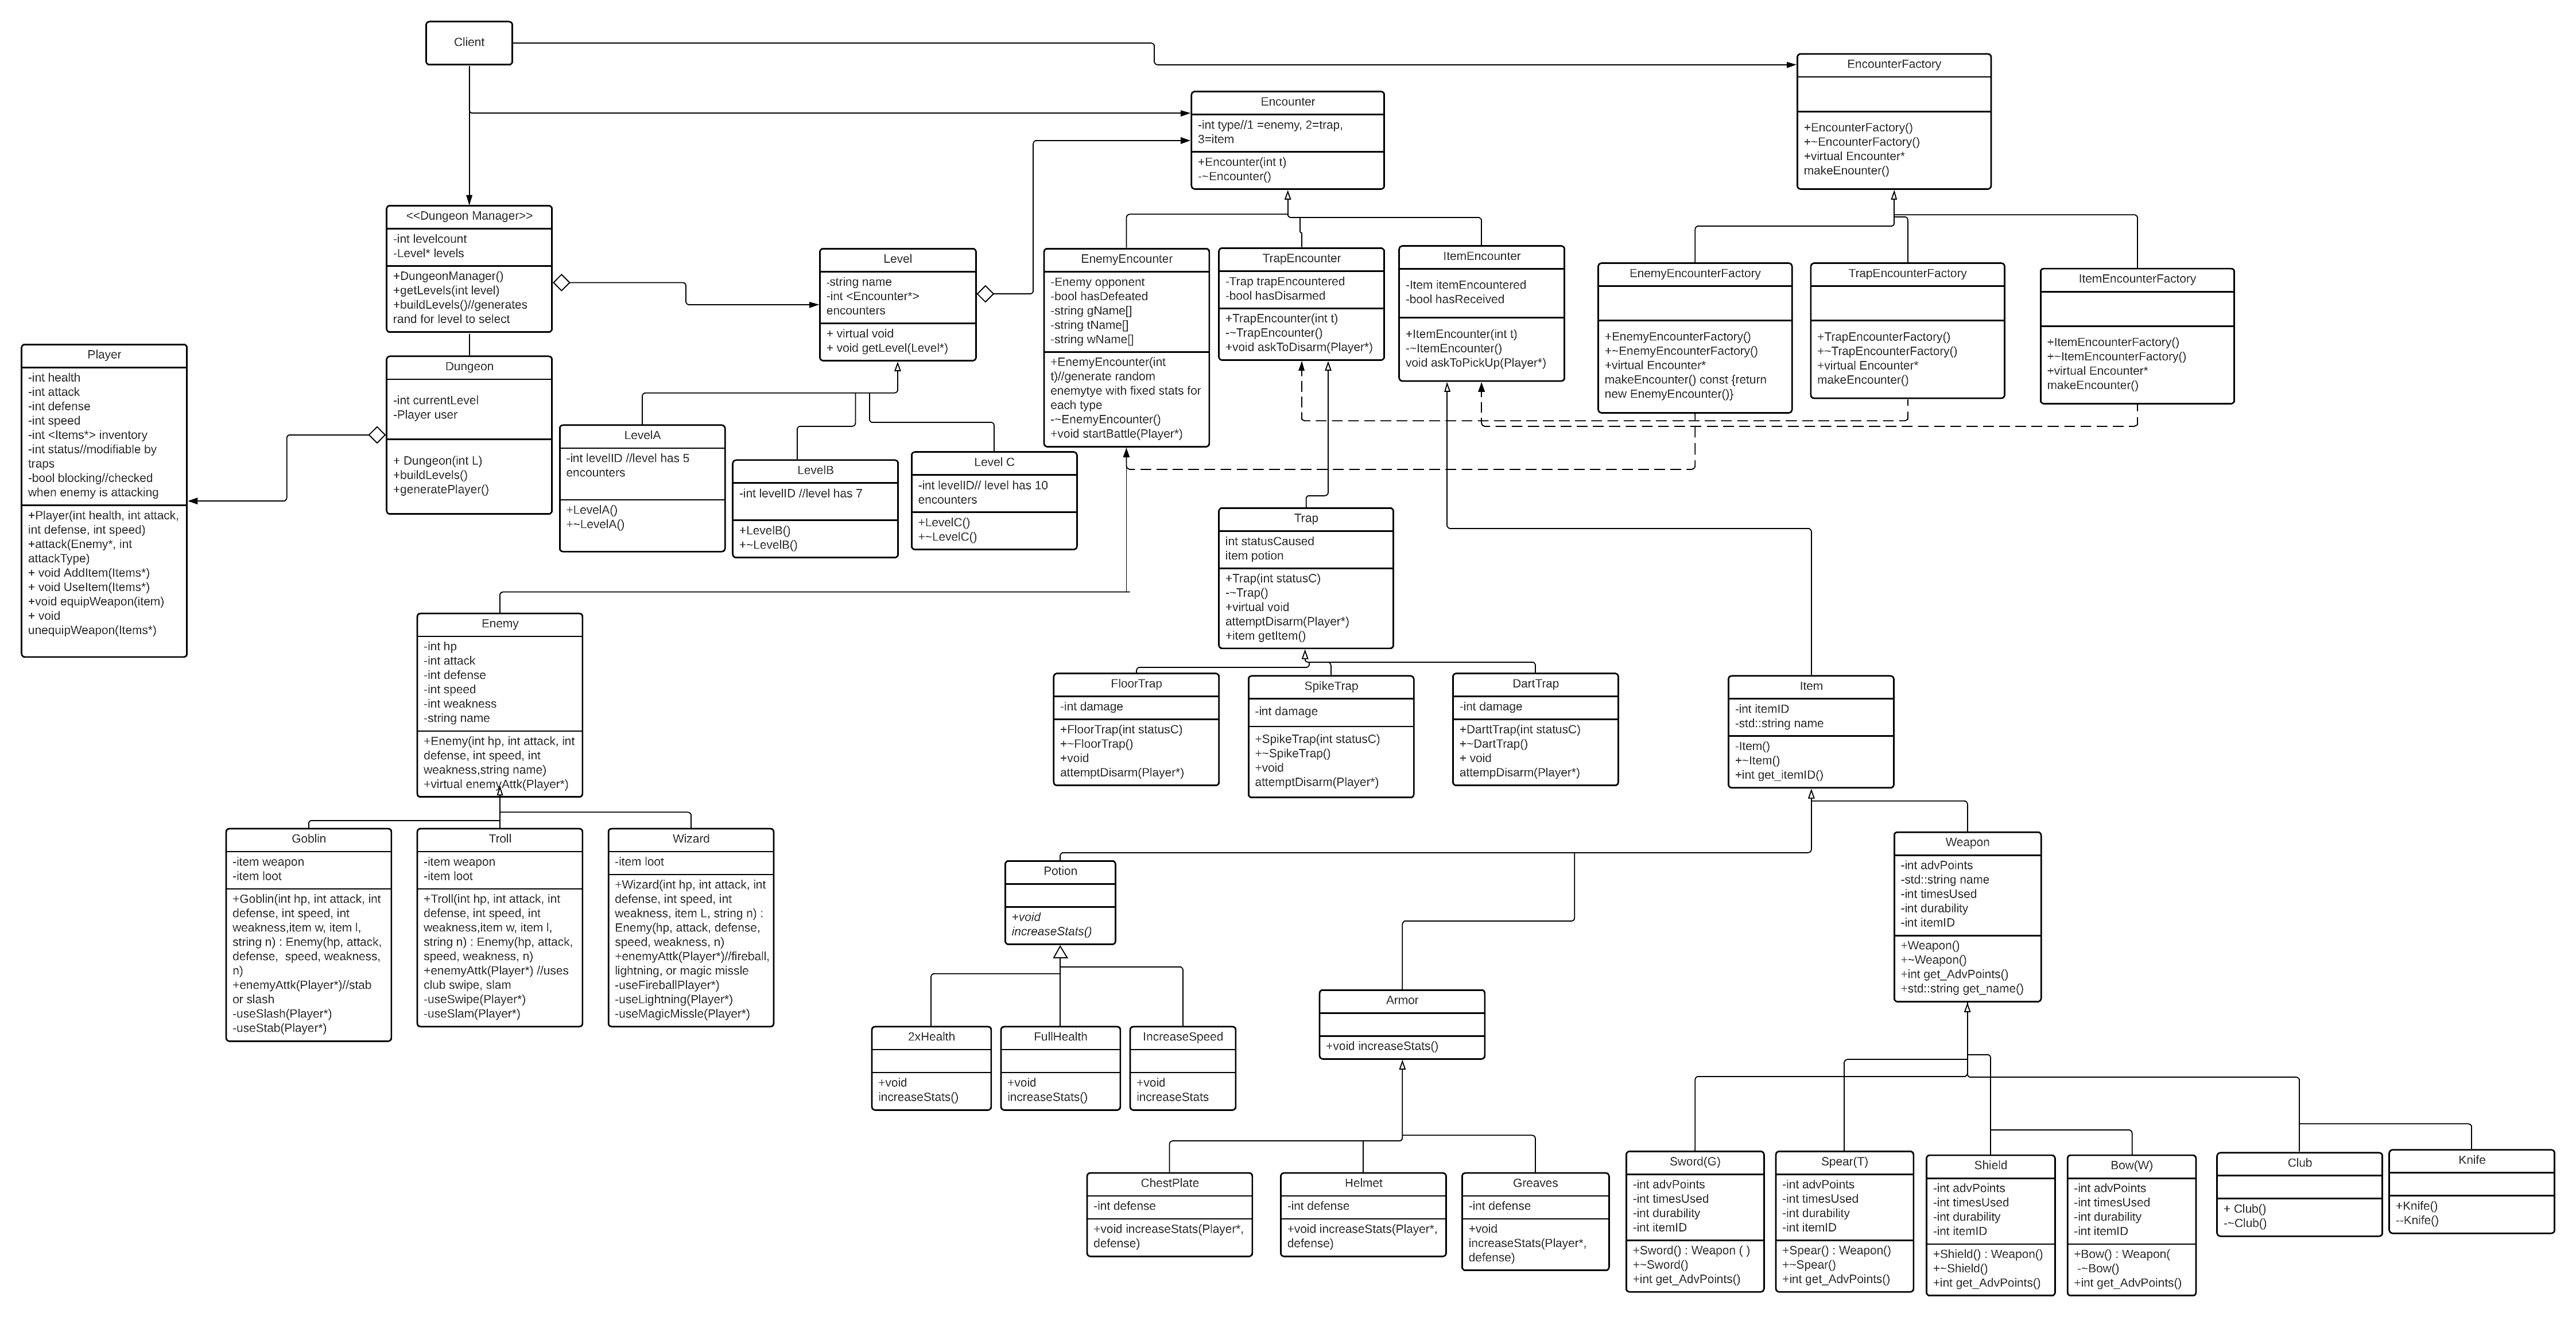 Client
EncounterFactory
+EncounterFactory()
+~EncounterFactory()
+virtual Encounter*
makeEnounter()
Encounter
-int type//1 =enemy, 2=trap,
3=item
+Encounter(int t)
-~Encounter()
<<Dungeon Manager>>
-int levelcount
-Level* levels
+DungeonManager()
+getLevels(int level)
+buildLevels()//generates
rand for level to select
Level
-string name
-int <Encounter*>
encounters
+ virtual void
+ void getLevel(Level*)
EnemyEncounter
-Enemy opponent
-bool hasDefeated
-string gName[]
-string tName[]
-string wName[]
+EnemyEncounter(int
t)//generate random
enemytye with fixed stats for
each type
-~EnemyEncounter()
+void startBattle(Player*)
TrapEncounter
-Trap trapEncountered
-bool hasDisarmed
+TrapEncounter(int t)
-~TrapEncounter()
+void askToDisarm(Player*)
ItemEncounter
-Item itemEncountered
-bool hasReceived
+ItemEncounter(int t)
-~ItemEncounter()
void askToPickUp(Player*)
EnemyEncounterFactory
+EnemyEncounterFactory()
+~EnemyEncounterFactory()
+virtual Encounter*
makeEncounter() const {return
new EnemyEncounter()}
TrapEncounterFactory
+TrapEncounterFactory()
+~TrapEncounterFactory()
+virtual Encounter*
makeEncounter()
ItemEncounterFactory
+ItemEncounterFactory()
+~ItemEncounterFactory()
+virtual Encounter*
makeEncounter()
Player
-int health
-int attack
-int defense
-int speed
-int <Items*> inventory
-int status//modifiable by
traps
-bool blocking//checked
when enemy is attacking
+Player(int health, int attack,
int defense, int speed)
+attack(Enemy*, int
attackType)
+ void AddItem(Items*)
+ void UseItem(Items*)
+void equipWeapon(item)
+ void
unequipWeapon(Items*)
Dungeon
-int currentLevel
-Player user
+ Dungeon(int L)
+buildLevels()
+generatePlayer()
LevelA
-int levelID //level has 5
encounters
+LevelA()
+~LevelA()
LevelB
-int levelID //level has 7
+LevelB()
+~LevelB()
Level C
-int levelID// level has 10
encounters
+LevelC()
+~LevelC()
Trap
int statusCaused
item potion
+Trap(int statusC)
-~Trap()
+virtual void
attemptDisarm(Player*)
+item getItem()
Enemy
-int hp
-int attack
-int defense
-int speed
-int weakness
-string name
+Enemy(int hp, int attack, int
defense, int speed, int
weakness,string name)
+virtual enemyAttk(Player*)
FloorTrap
-int damage
+FloorTrap(int statusC)
+~FloorTrap()
+void
attemptDisarm(Player*)
SpikeTrap
-int damage
+SpikeTrap(int statusC)
+~SpikeTrap()
+void
attemptDisarm(Player*)
DartTrap
-int damage
+DarttTrap(int statusC)
+~DartTrap()
+ void
attempDisarm(Player*)
Item
-int itemID
-std::string name
-Item()
+~Item()
+int get_itemID()
Goblin
-item weapon
-item loot
+Goblin(int hp, int attack, int
defense, int speed, int
weakness,item w, item l,
string n) : Enemy(hp, attack,
defense,  speed, weakness,
n)
+enemyAttk(Player*)//stab
or slash
-useSlash(Player*)
-useStab(Player*)
Troll
-item weapon
-item loot
+Troll(int hp, int attack, int
defense, int speed, int
weakness,item w, item l,
string n) : Enemy(hp, attack,
speed, weakness, n)
+enemyAttk(Player*) //uses
club swipe, slam
-useSwipe(Player*)
-useSlam(Player*)
Wizard
-item loot
+Wizard(int hp, int attack, int
defense, int speed, int
weakness, item L, string n) :
Enemy(hp, attack, defense,
speed, weakness, n)
+enemyAttk(Player*)//fireball,
lightning, or magic missle
-useFireballPlayer*)
-useLightning(Player*)
-useMagicMissle(Player*)
Potion
+void
increaseStats()
Weapon
-int advPoints
-std::string name
-int timesUsed
-int durability
-int itemID
+Weapon()
+~Weapon()
+int get_AdvPoints()
+std::string get_name()
Armor
+void increaseStats()
2xHealth
+void
increaseStats()
FullHealth
+void
increaseStats()
IncreaseSpeed
+void
increaseStats
ChestPlate
-int defense
+void increaseStats(Player*,
defense)
Helmet
-int defense
+void increaseStats(Player*,
defense)
Greaves
-int defense
+void
increaseStats(Player*,
defense)
Sword(G)
-int advPoints
-int timesUsed
-int durability
-int itemID
+Sword() : Weapon ( )
+~Sword()
+int get_AdvPoints()
Spear(T)
-int advPoints
-int timesUsed
-int durability
-int itemID
+Spear() : Weapon()
+~Spear()
+int get_AdvPoints()
Shield
-int advPoints
-int timesUsed
-int durability
-int itemID
+Shield() : Weapon()
+~Shield()
+int get_AdvPoints()
Bow(W)
-int advPoints
-int timesUsed
-int durability
-int itemID
+Bow() : Weapon(
-~Bow()
+int get_AdvPoints()
Club
+ Club()
-~Club()
Knife
+Knife()
--Knife()